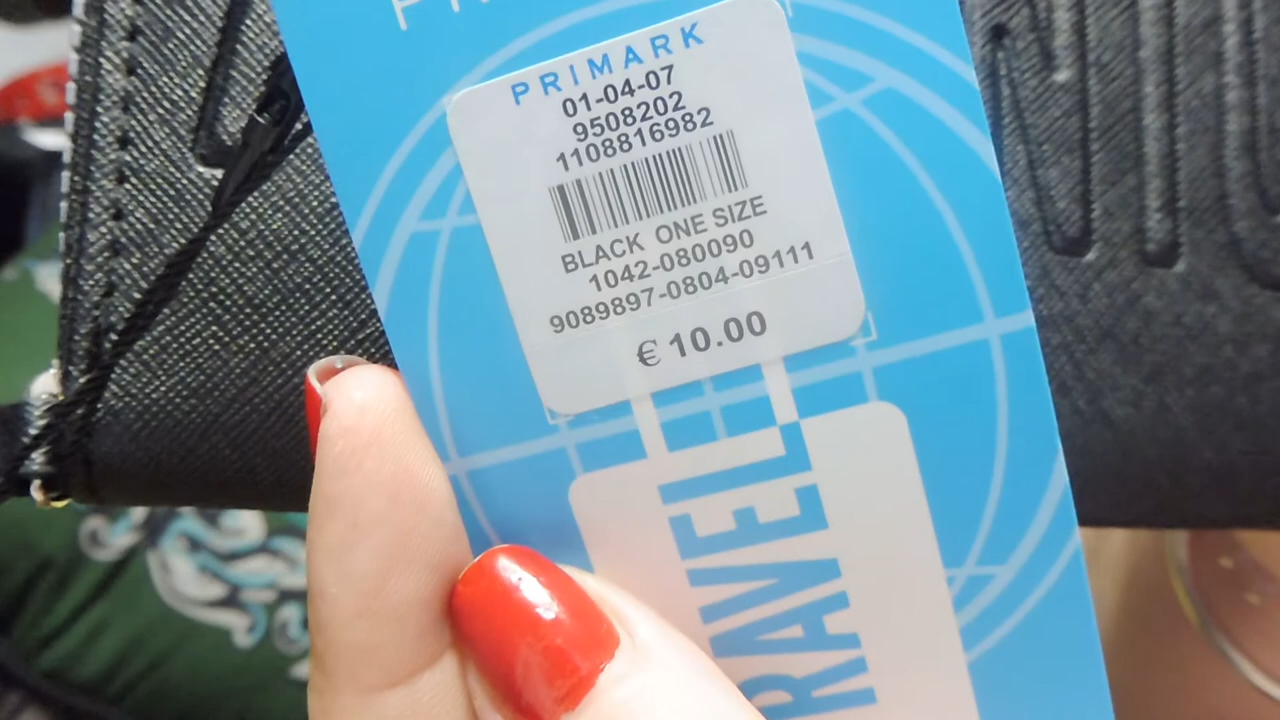 PRIMARK
01-04-07
9508202
1108816982
BLACK ONE SIZE
1042-080090
9089897-0804-09111
€ 10.00
RAVEL